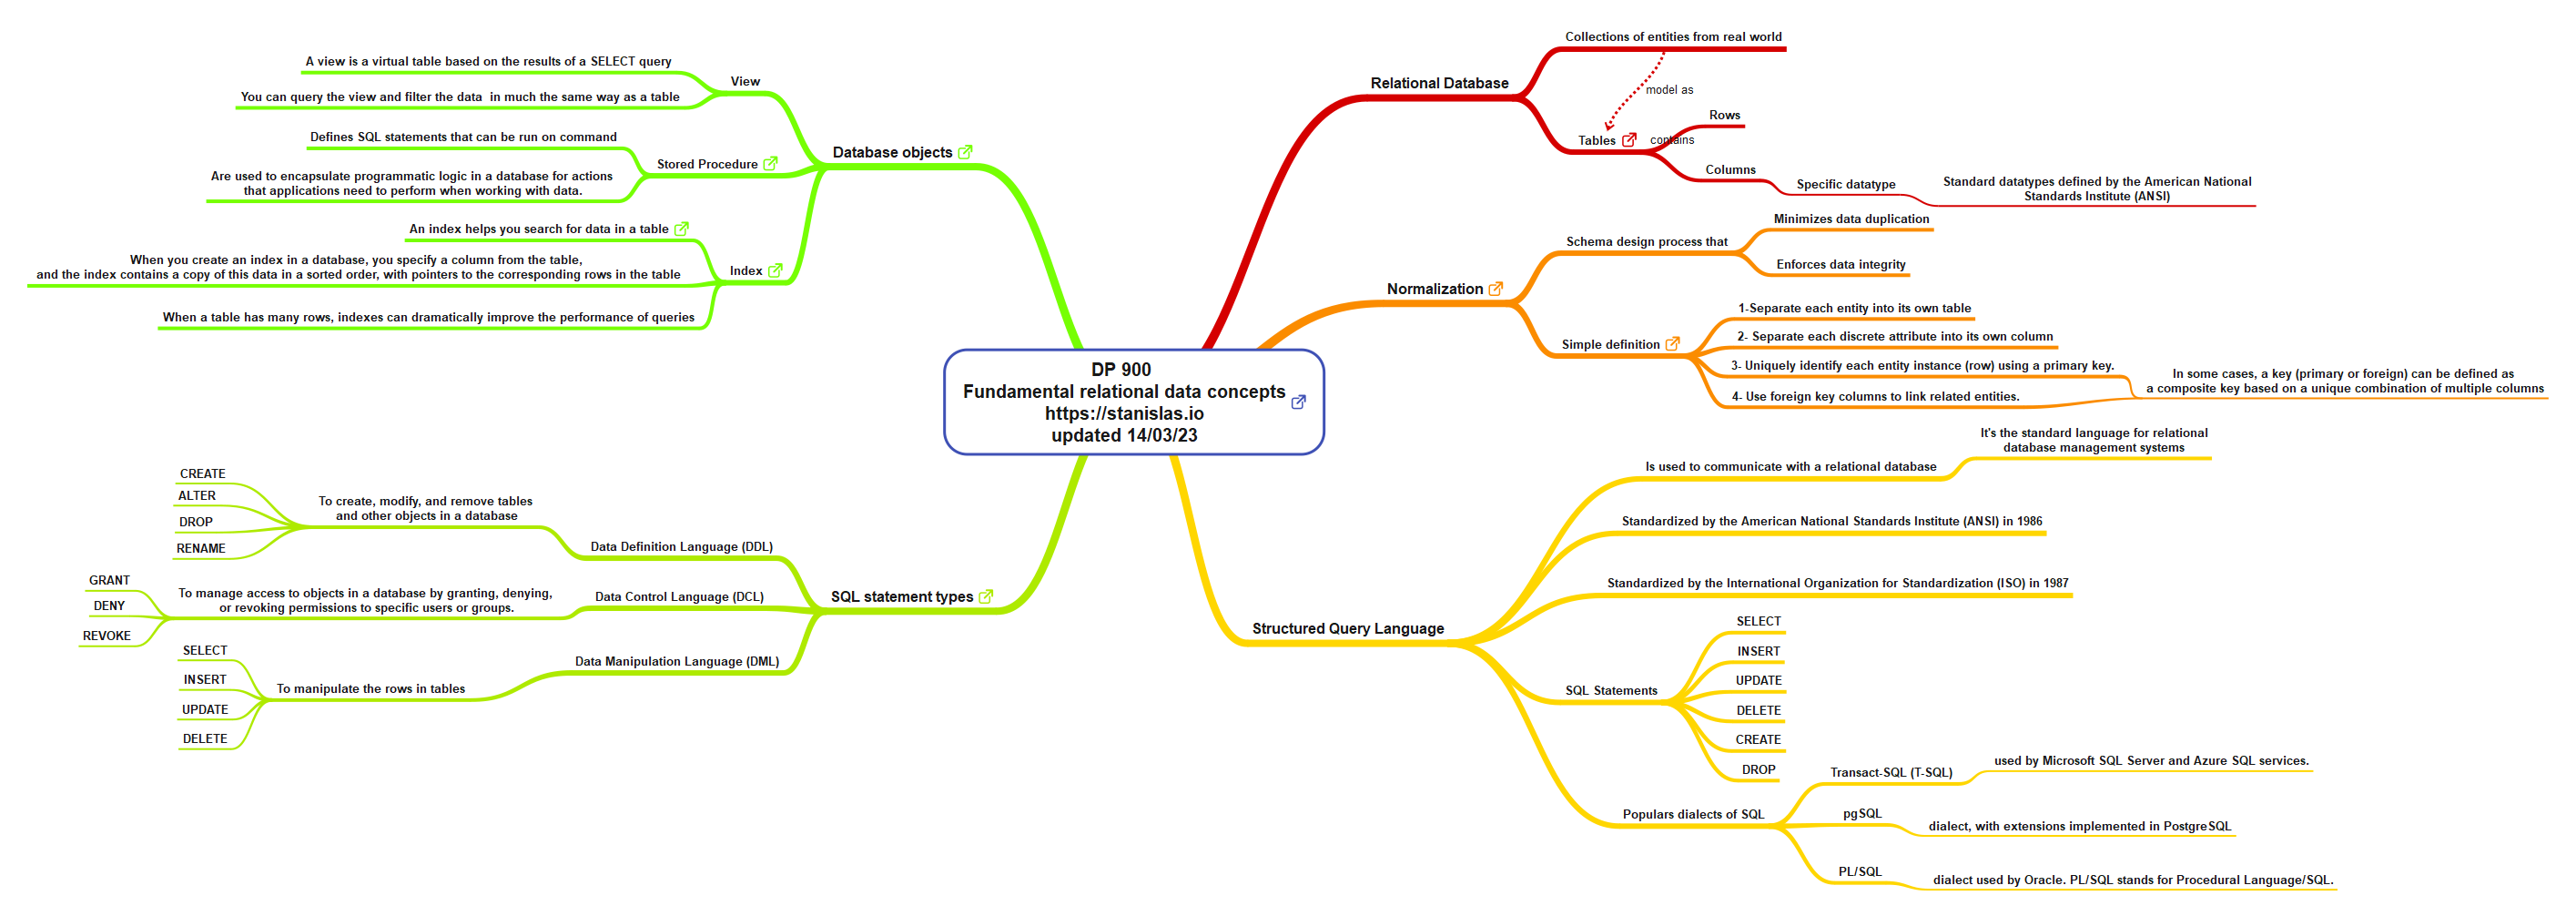 DP 900
Fundamental relational data concepts
https://stanislas.io
updated 14/03/23
Relational Database
Collections of entities from real world
model as
Tables
contains
Rows
Columns
Specific datatype
Standard datatypes defined by the American National
Standards Institute (ANSI)
Normalization
Schema design process that
Minimizes data duplication
Enforces data integrity
Simple definition
1-Separate each entity into its own table
2- Separate each discrete attribute into its own column
3- Uniquely identify each entity instance (row) using a primary key.
4- Use foreign key columns to link related entities.
In some cases, a key (primary or foreign) can be defined as
a composite key based on a unique combination of multiple columns
Structured Query Language
Is used to communicate with a relational database
It's the standard language for relational
database management systems
Standardized by the American National Standards Institute (ANSI) in 1986
Standardized by the International Organization for Standardization (ISO) in 1987
SQL Statements
SELECT
INSERT
UPDATE
DELETE
CREATE
DROP
Populars dialects of SQL
Transact-SQL (T-SQL)
used by Microsoft SQL Server and Azure SQL services.
pgSQL
dialect, with extensions implemented in PostgreSQL
PL/SQL
dialect used by Oracle. PL/SQL stands for Procedural Language/SQL.
Database objects
View
A view is a virtual table based on the results of a SELECT query
You can query the view and filter the data  in much the same way as a table
Stored Procedure
Defines SQL statements that can be run on command
Are used to encapsulate programmatic logic in a database for actions
that applications need to perform when working with data.
Index
An index helps you search for data in a table
When you create an index in a database, you specify a column from the table,
and the index contains a copy of this data in a sorted order, with pointers to the corresponding rows in the table
When a table has many rows, indexes can dramatically improve the performance of queries
SQL statement types
Data Definition Language (DDL)
To create, modify, and remove tables
and other objects in a database
CREATE
ALTER
DROP
RENAME
Data Control Language (DCL)
To manage access to objects in a database by granting, denying,
or revoking permissions to specific users or groups.
GRANT
DENY
REVOKE
Data Manipulation Language (DML)
To manipulate the rows in tables
SELECT
INSERT
UPDATE
DELETE